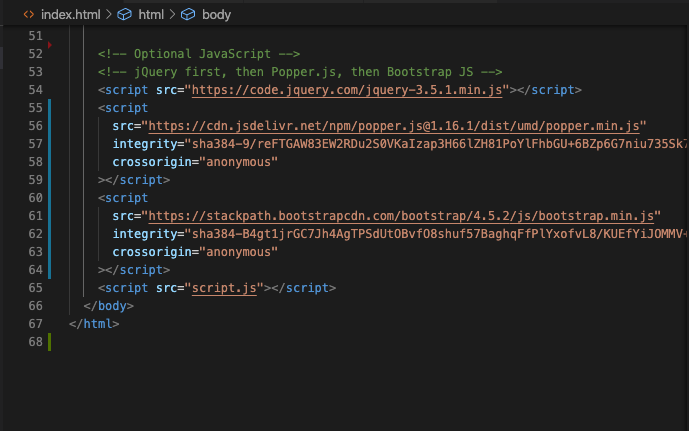 index.html > html > body
51
52 <!-- Optional JavaScript -->
53 <!-- jQuery first, then Popper.js, then Bootstrap JS -->
54 <script src="https://code.jquery.com/jquery-3.5.1.min.js"></script>
55 <script
56 src="https://cdn.jsdelivr.net/npm/popper.js@1.16.1/dist/umd/popper.min.js"
57 integrity="sha384-9/reFTGAW83EW2RDu2S0VKaIzap3H66lZH81PoYlFhbGU+6BZp6G7niu735Sk7
58 crossorigin="anonymous"
59 ></script>
60 <script
61 src="https://stackpath.bootstrapcdn.com/bootstrap/4.5.2/js/bootstrap.min.js"
62 integrity="sha384-B4gt1jrGC7Jh4AgTPSdUtOBvfO8shuf57BaghqFfPlYxofvL8/KUEfYiJOMMV+
63 crossorigin="anonymous"
64 ></script>
65 <script src="script.js"></script>
66 </body>
67 </html>
68